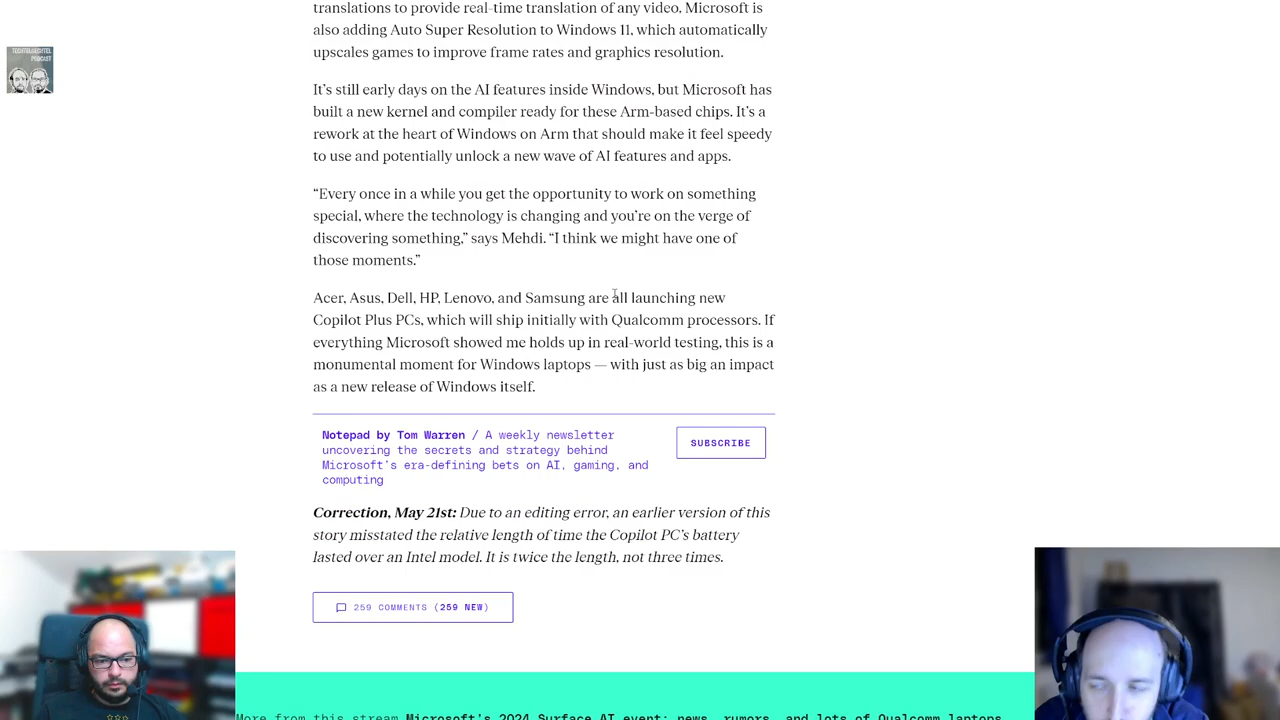 TECHTELMECHTEL
PODCAST
translations to provide real-time translation of any video. Microsoft is
also adding Auto Super Resolution to Windows 11, which automatically
upscales games to improve frame rates and graphics resolution.
It’s still early days on the AI features inside Windows, but Microsoft has
built a new kernel and compiler ready for these Arm-based chips. It’s a
rework at the heart of Windows on Arm that should make it feel speedy
to use and potentially unlock a new wave of AI features and apps.
“Every once in a while you get the opportunity to work on something
special, where the technology is changing and you’re on the verge of
discovering something,” says Mehdi. “I think we might have one of
those moments.”
Acer, Asus, Dell, HP, Lenovo, and Samsung are all launching new
Copilot Plus PCs, which will ship initially with Qualcomm processors. If
everything Microsoft showed me holds up in real-world testing, this is a
monumental moment for Windows laptops — with just as big an impact
as a new release of Windows itself.
Notepad by Tom Warren / A weekly newsletter
uncovering the secrets and strategy behind
Microsoft's era-defining bets on AI, gaming, and
computing
SUBSCRIBE
Correction, May 21st: Due to an editing error, an earlier version of this
story misstated the relative length of time the Copilot PC’s battery
lasted over an Intel model. It is twice the length, not three times.
259 COMMENTS (259 NEW)
More from this stream Microsoft's 2024 Surface AI event: news, rumors, and lots of Qualcomm laptops